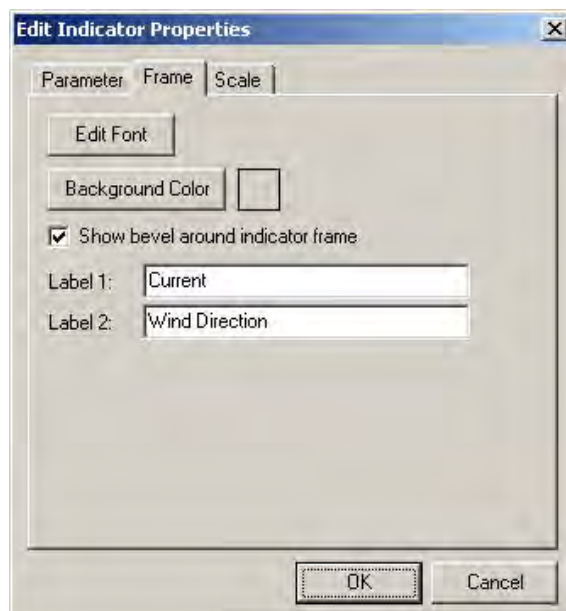 Edit Indicator Properties
Parameter Frame Scale
Edit Font
Background Color
Show bevel around indicator frame
Label 1: Current
Label 2: Wind Direction
OK Cancel